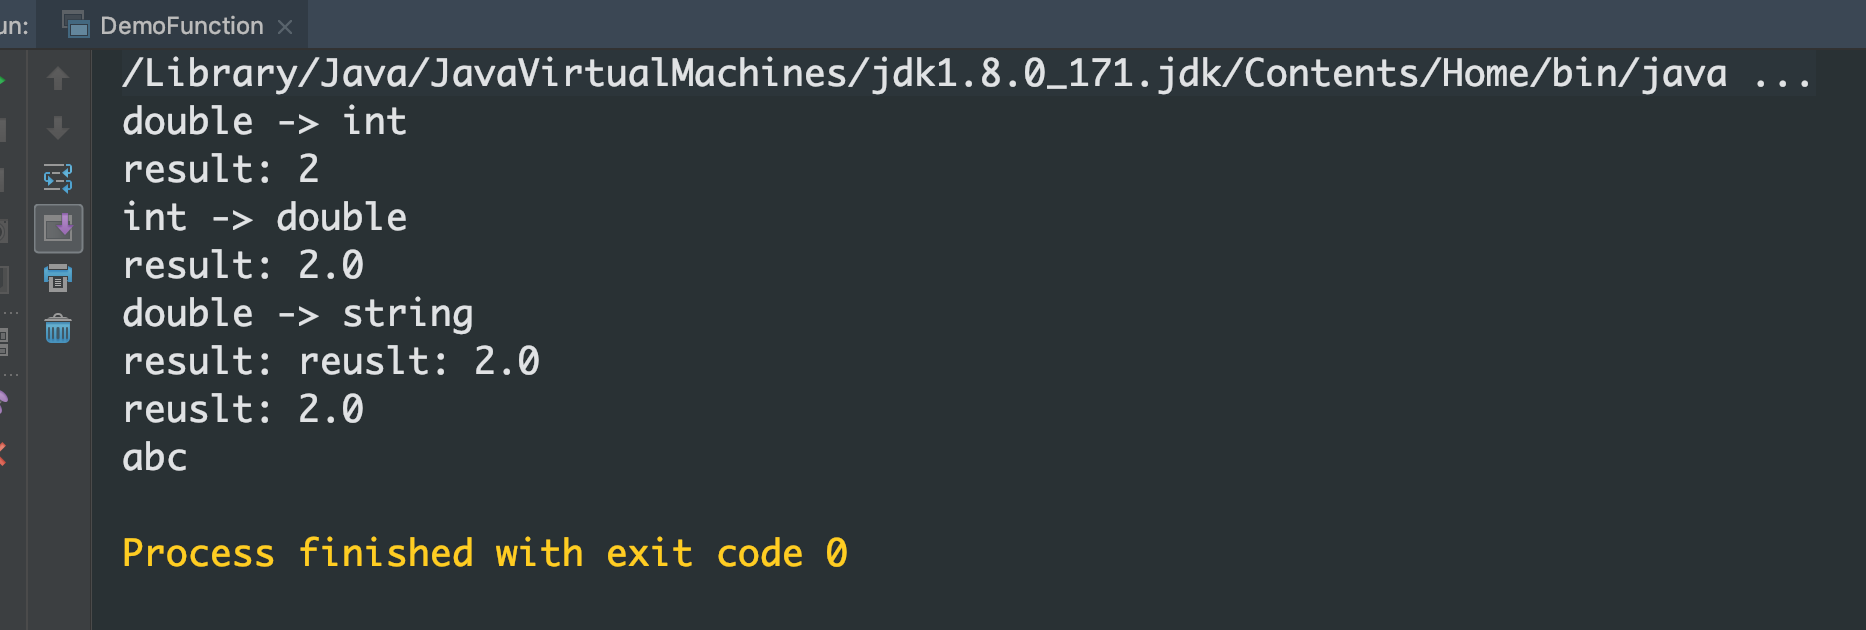 un: DemoFunction
/Library/Java/JavaVirtualMachines/jdk1.8.0_171.jdk/Contents/Home/bin/java ...
double -> int
result: 2
int -> double
result: 2.0
double -> string
result: reuslt: 2.0
reuslt: 2.0
abc
Process finished with exit code 0